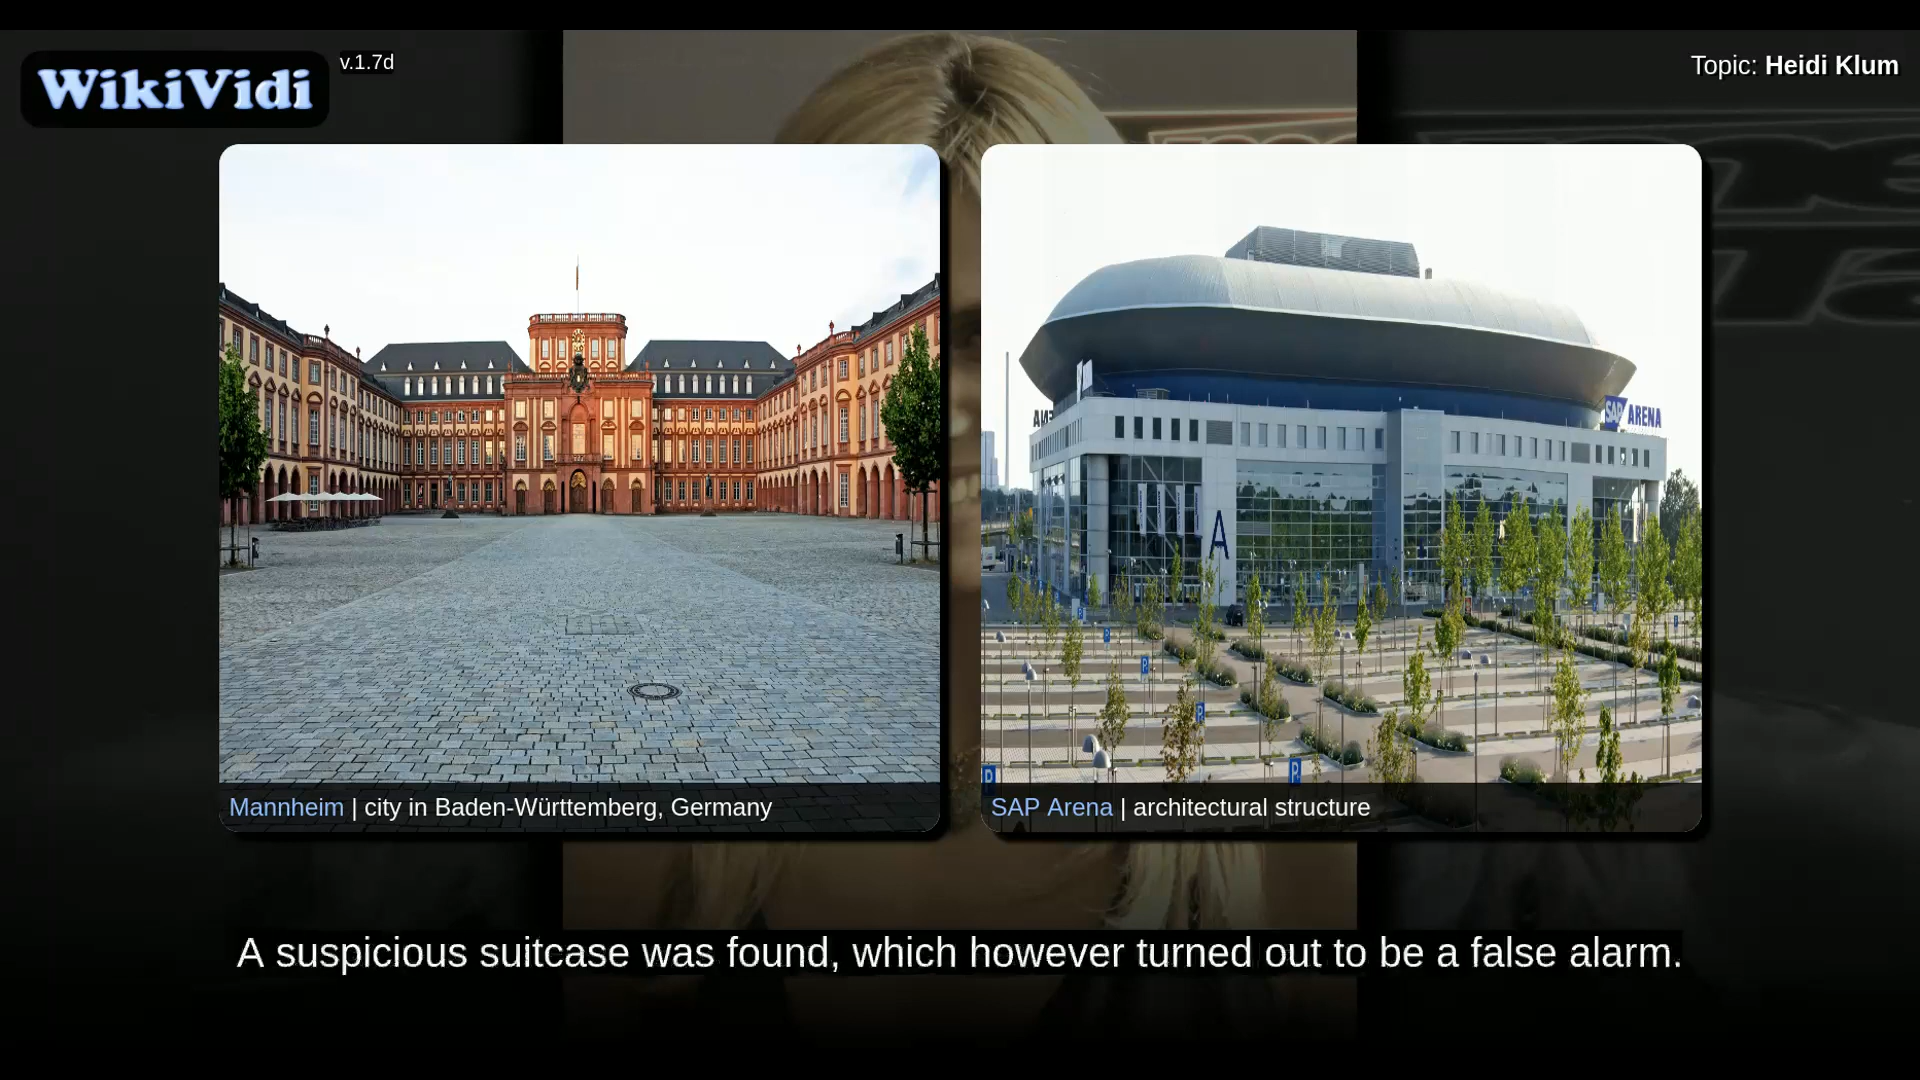 WikiVidi
v.1.7d
Topic: Heidi Klum
SAP ARENA
A
Mannheim | city in Baden-Württemberg, Germany
SAP Arena | architectural structure
A suspicious suitcase was found, which however turned out to be a false alarm.